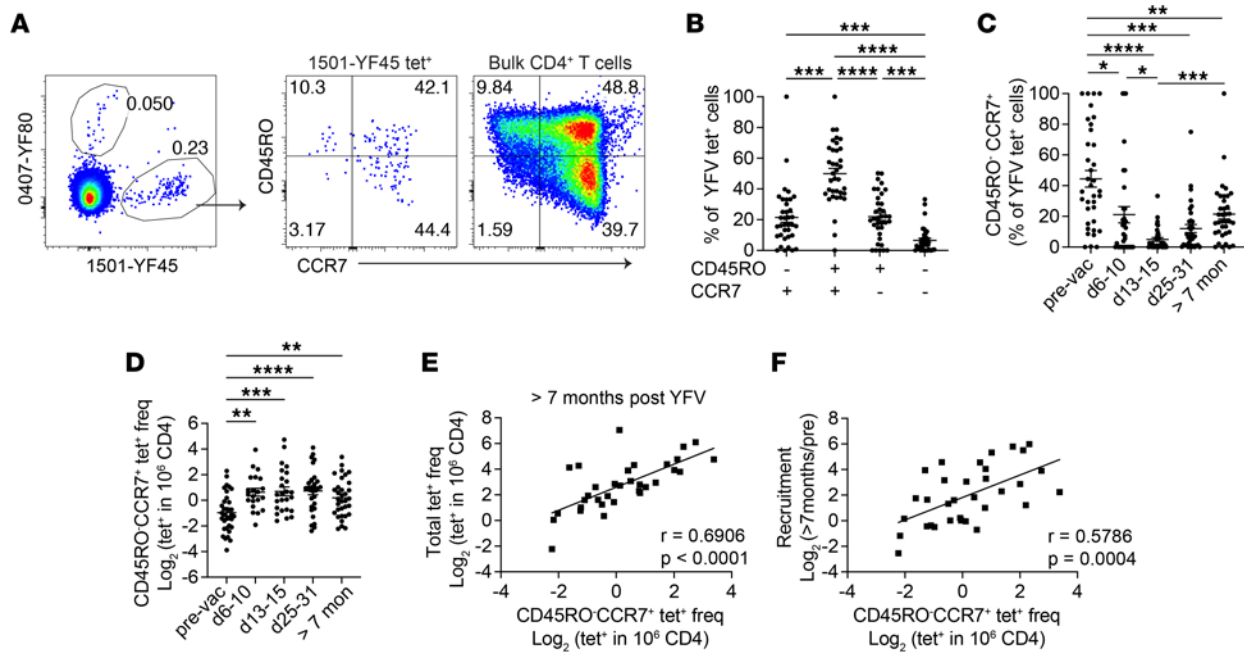 A
0407-YF80
0.050
0.23
1501-YF45
1501-YF45 tet⁺
10.3
42.1
3.17
44.4
CD45RO
CCR7
Bulk CD4⁺ T cells
9.84
48.8
1.59
39.7
B
***
****
*** **** ***
% of YFV tet⁺ cells
100
80
60
40
20
0
CD45RO - + + -
CCR7 + + - -
C
**
***
****
* * ***
CD45RO⁻ CCR7⁺
(% of YFV tet⁺ cells)
100
80
60
40
20
0
pre-vac
d6-10
d13-15
d25-31
> 7 mon
D
**
****
***
**
CD45RO⁻CCR7⁺ tet⁺ freq
Log₂ (tet⁺ in 10⁶ CD4)
6
4
2
0
-2
-4
-6
pre-vac
d6-10
d13-15
d25-31
> 7 mon
E
> 7 months post YFV
Total tet⁺ freq
Log₂ (tet⁺ in 10⁶ CD4)
8
6
4
2
0
-2
-4
r = 0.6906
p < 0.0001
-4 -2 0 2 4
CD45RO⁻CCR7⁺ tet⁺ freq
Log₂ (tet⁺ in 10⁶ CD4)
F
Recruitment
Log₂ (>7months/pre)
8
6
4
2
0
-2
-4
r = 0.5786
p = 0.0004
-4 -2 0 2 4
CD45RO⁻CCR7⁺ tet⁺ freq
Log₂ (tet⁺ in 10⁶ CD4)